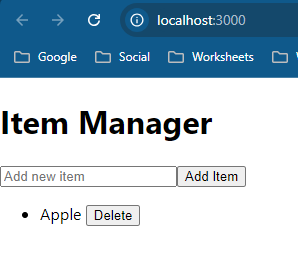 localhost:3000
Google Social Worksheets
Item Manager
Add new item Add Item
Apple Delete